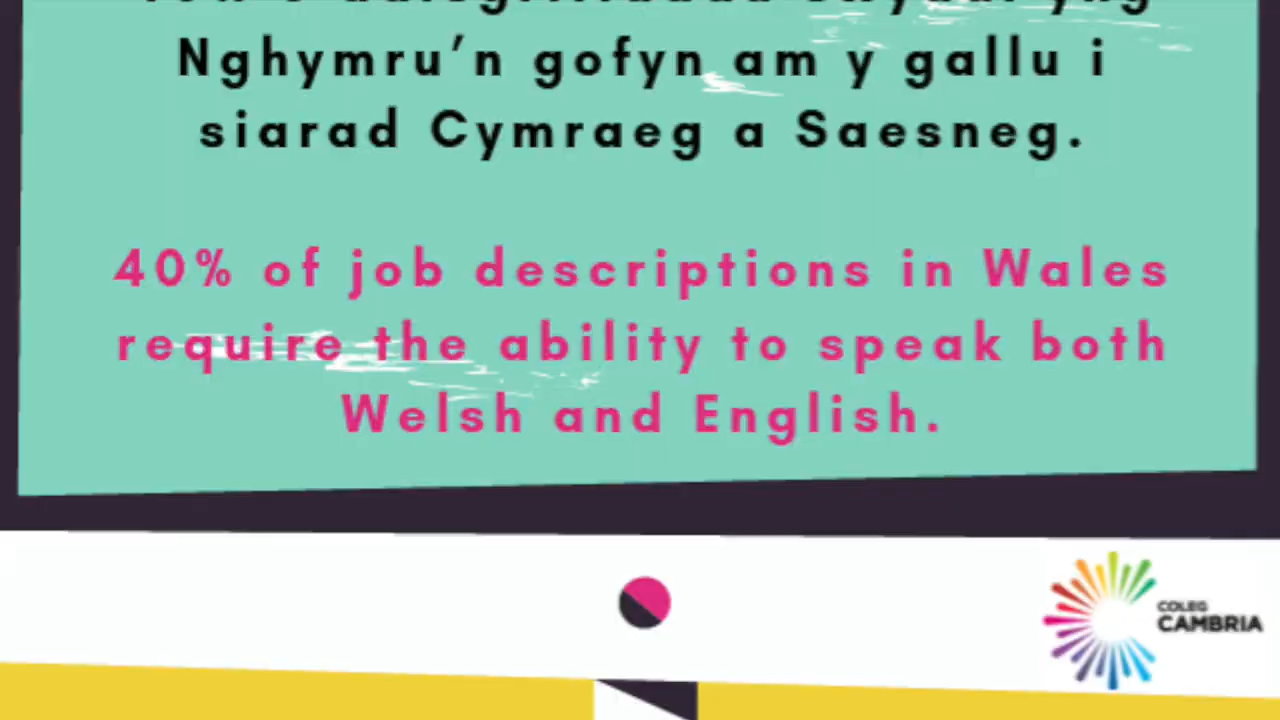 Nghymru’n gofyn am y gallu i
siarad Cymraeg a Saesneg.
40% of job descriptions in Wales
require the ability to speak both
Welsh and English.
COLEG
CAMBRIA